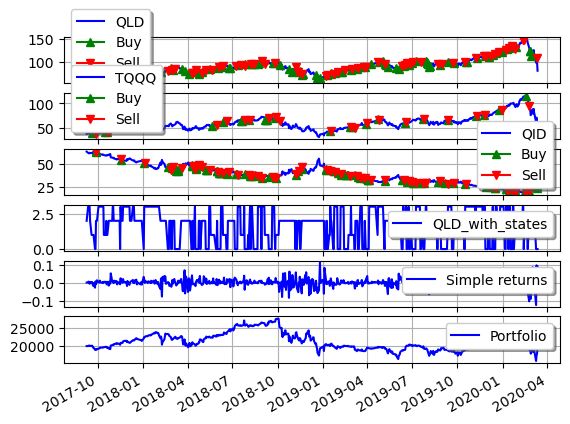 QLD
Buy
Sell
150
100
TQQQ
Buy
Sell
100
50
QID
Buy
Sell
50
25
QLD_with_states
2.5
0.0
Simple returns
0.1
0.0
−0.1
Portfolio
25000
20000
2017-10 2018-01 2018-04 2018-07 2018-10 2019-01 2019-04 2019-07 2019-10 2020-01 2020-04